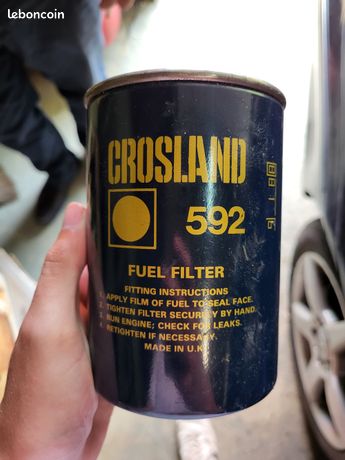 leboncoin
CROSLAND
592
FUEL FILTER
FITTING INSTRUCTIONS
1. APPLY FILM OF FUEL TO SEAL FACE.
2. TIGHTEN FILTER SECURELY BY HAND.
3. RUN ENGINE; CHECK FOR LEAKS.
4. RETIGHTEN IF NECESSARY.
MADE IN U.K.